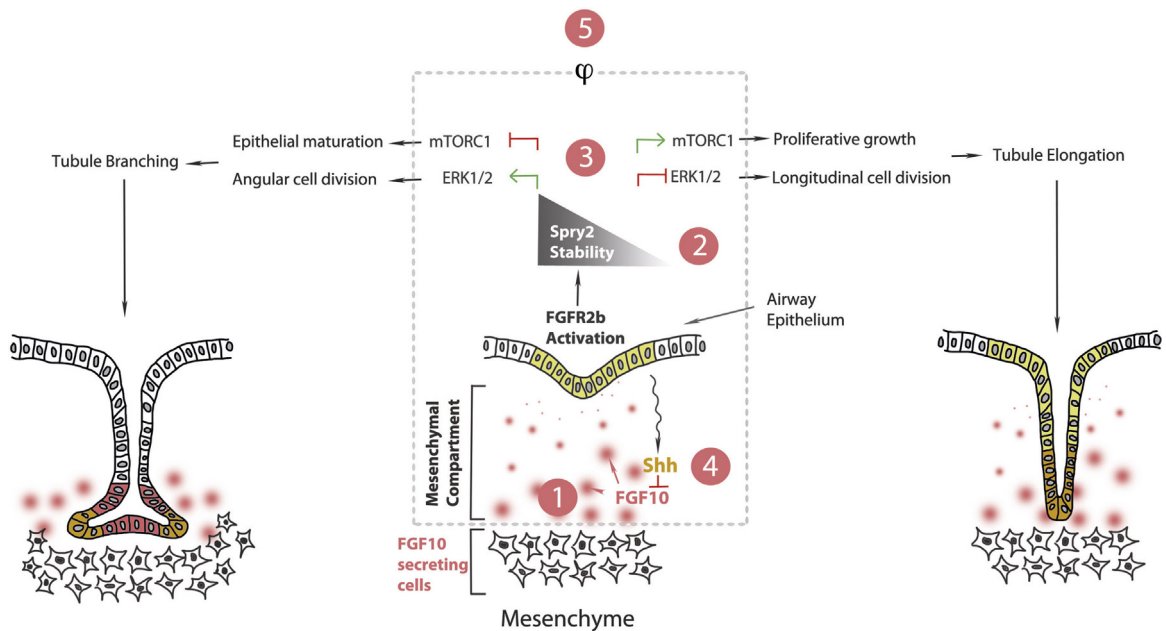 5
φ
Epithelial maturation
mTORC1
3
mTORC1
Proliferative growth
Tubule Branching
Tubule Elongation
Angular cell division
ERK1/2
ERK1/2
Longitudinal cell division
Spry2
Stability
2
FGFR2b
Activation
Airway
Epithelium
Mesenchymal
Compartment
Shh
4
1
FGF10
FGF10
secreting
cells
Mesenchyme